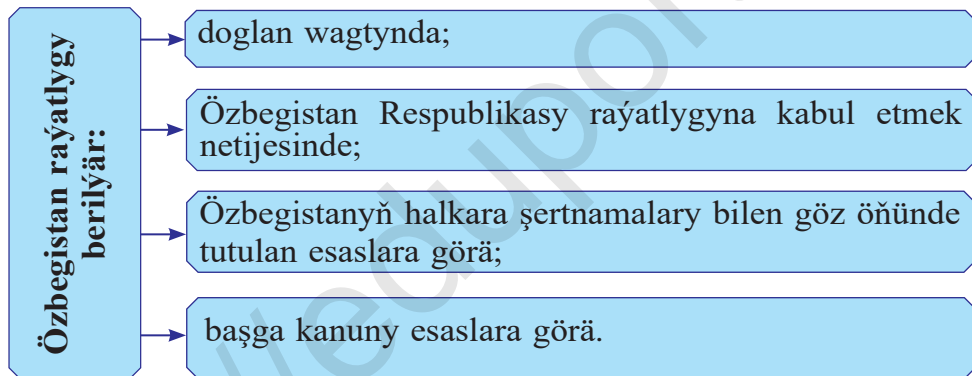 Özbegistan raýatlygy
berilýär:
doglan wagtynda;
Özbegistan Respublikasy raýatlygyna kabul etmek
netijesinde;
Özbegistanyň halkara şertnamalary bilen göz öňünde
tutulan esaslara görä;
başga kanuny esaslara görä.
//edupor